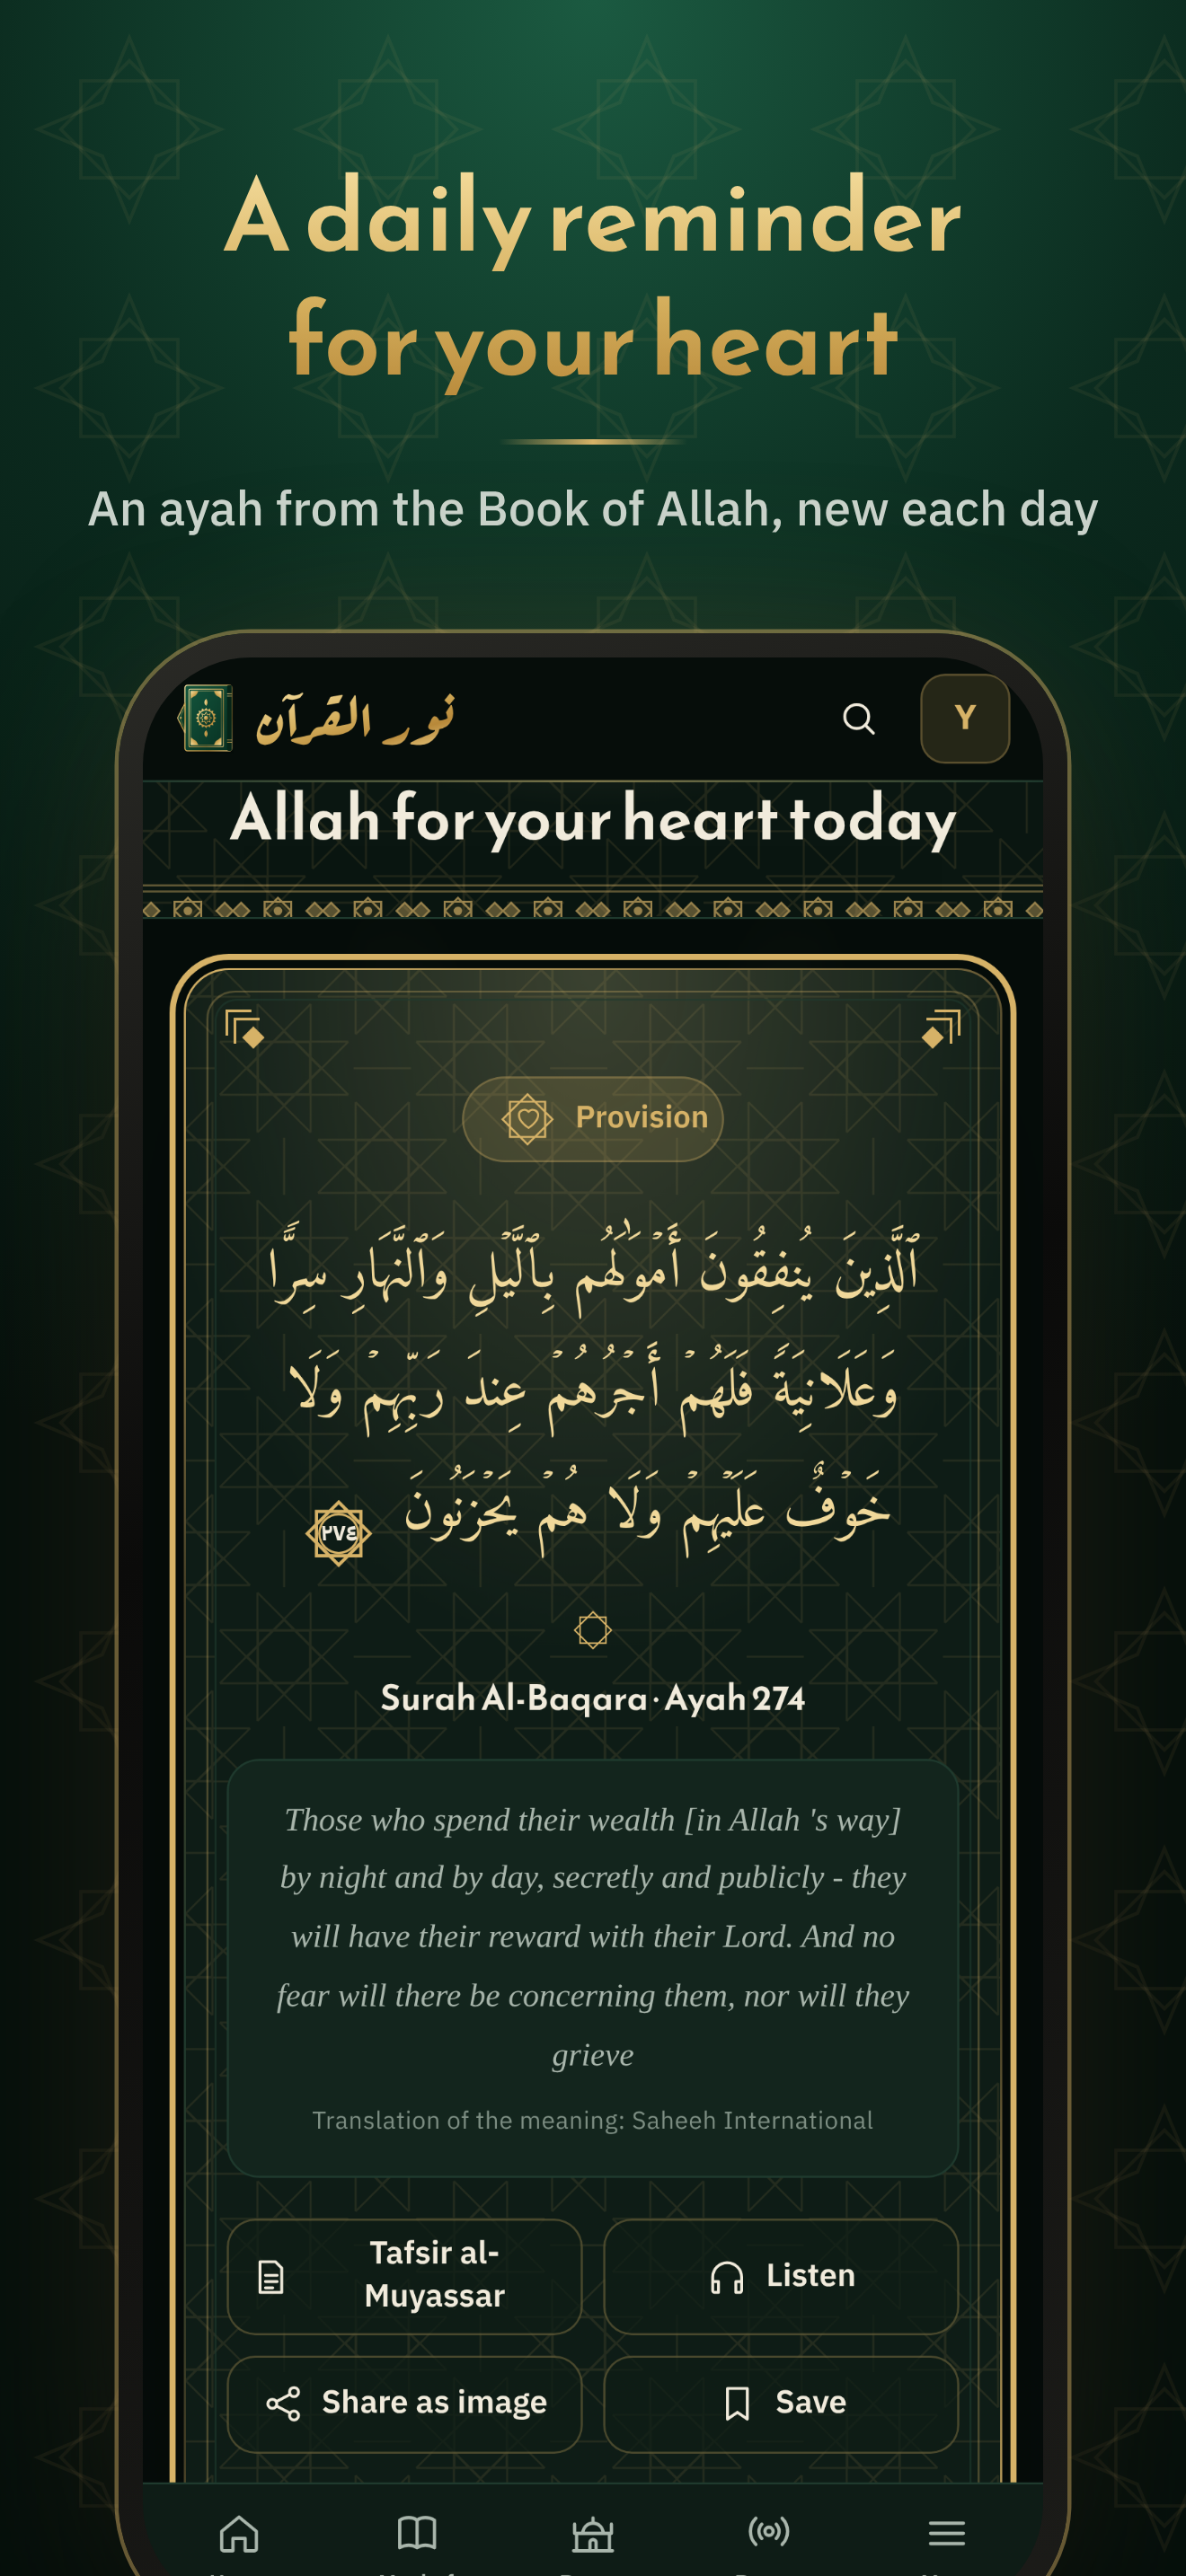 A daily reminder
for your heart
An ayah from the Book of Allah, new each day
نور القرآن
Y
Allah for your heart today
Provision
ٱلَّذِينَ يُنفِقُونَ أَمۡوَٰلَهُم بِٱلَّيۡلِ وَٱلنَّهَارِ سِرّٗا
وَعَلَانِيَةٗ فَلَهُمۡ أَجۡرُهُمۡ عِندَ رَبِّهِمۡ وَلَا
خَوۡفٌ عَلَيۡهِمۡ وَلَا هُمۡ يَحۡزَنُونَ ٢٧٤
Surah Al-Baqara · Ayah 274
Those who spend their wealth [in Allah 's way]
by night and by day, secretly and publicly - they
will have their reward with their Lord. And no
fear will there be concerning them, nor will they
grieve
Translation of the meaning: Saheeh International
Tafsir al-
Muyassar
Listen
Share as image
Save